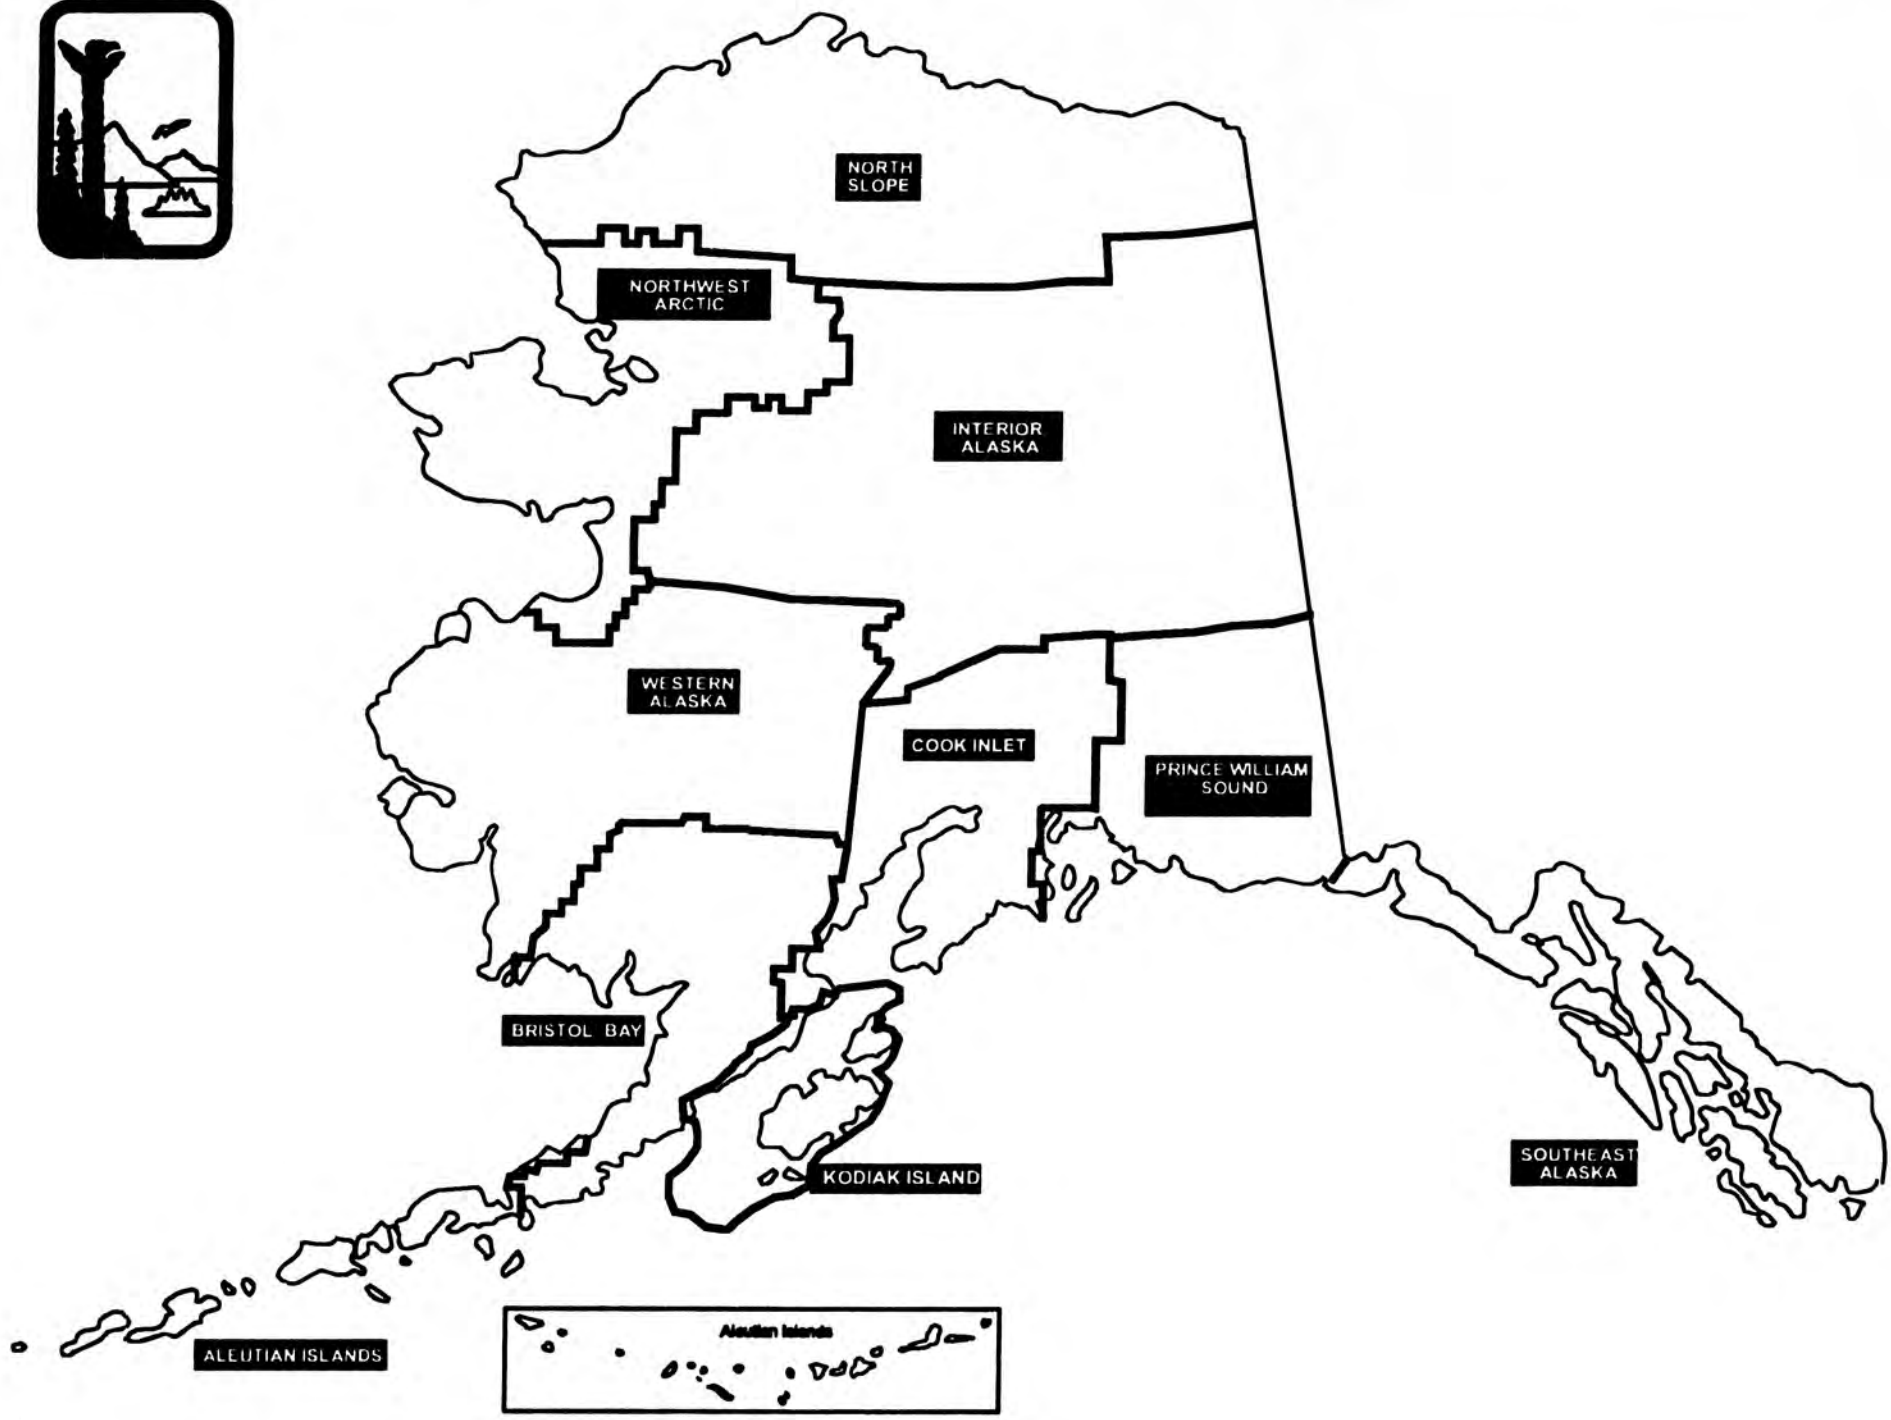 NORTH
SLOPE
NORTHWEST
ARCTIC
INTERIOR
ALASKA
WESTERN
ALASKA
COOK INLET
PRINCE WILLIAM
SOUND
BRISTOL BAY
KODIAK ISLAND
SOUTHEAST
ALASKA
ALEUTIAN ISLANDS
Aleutian Islands